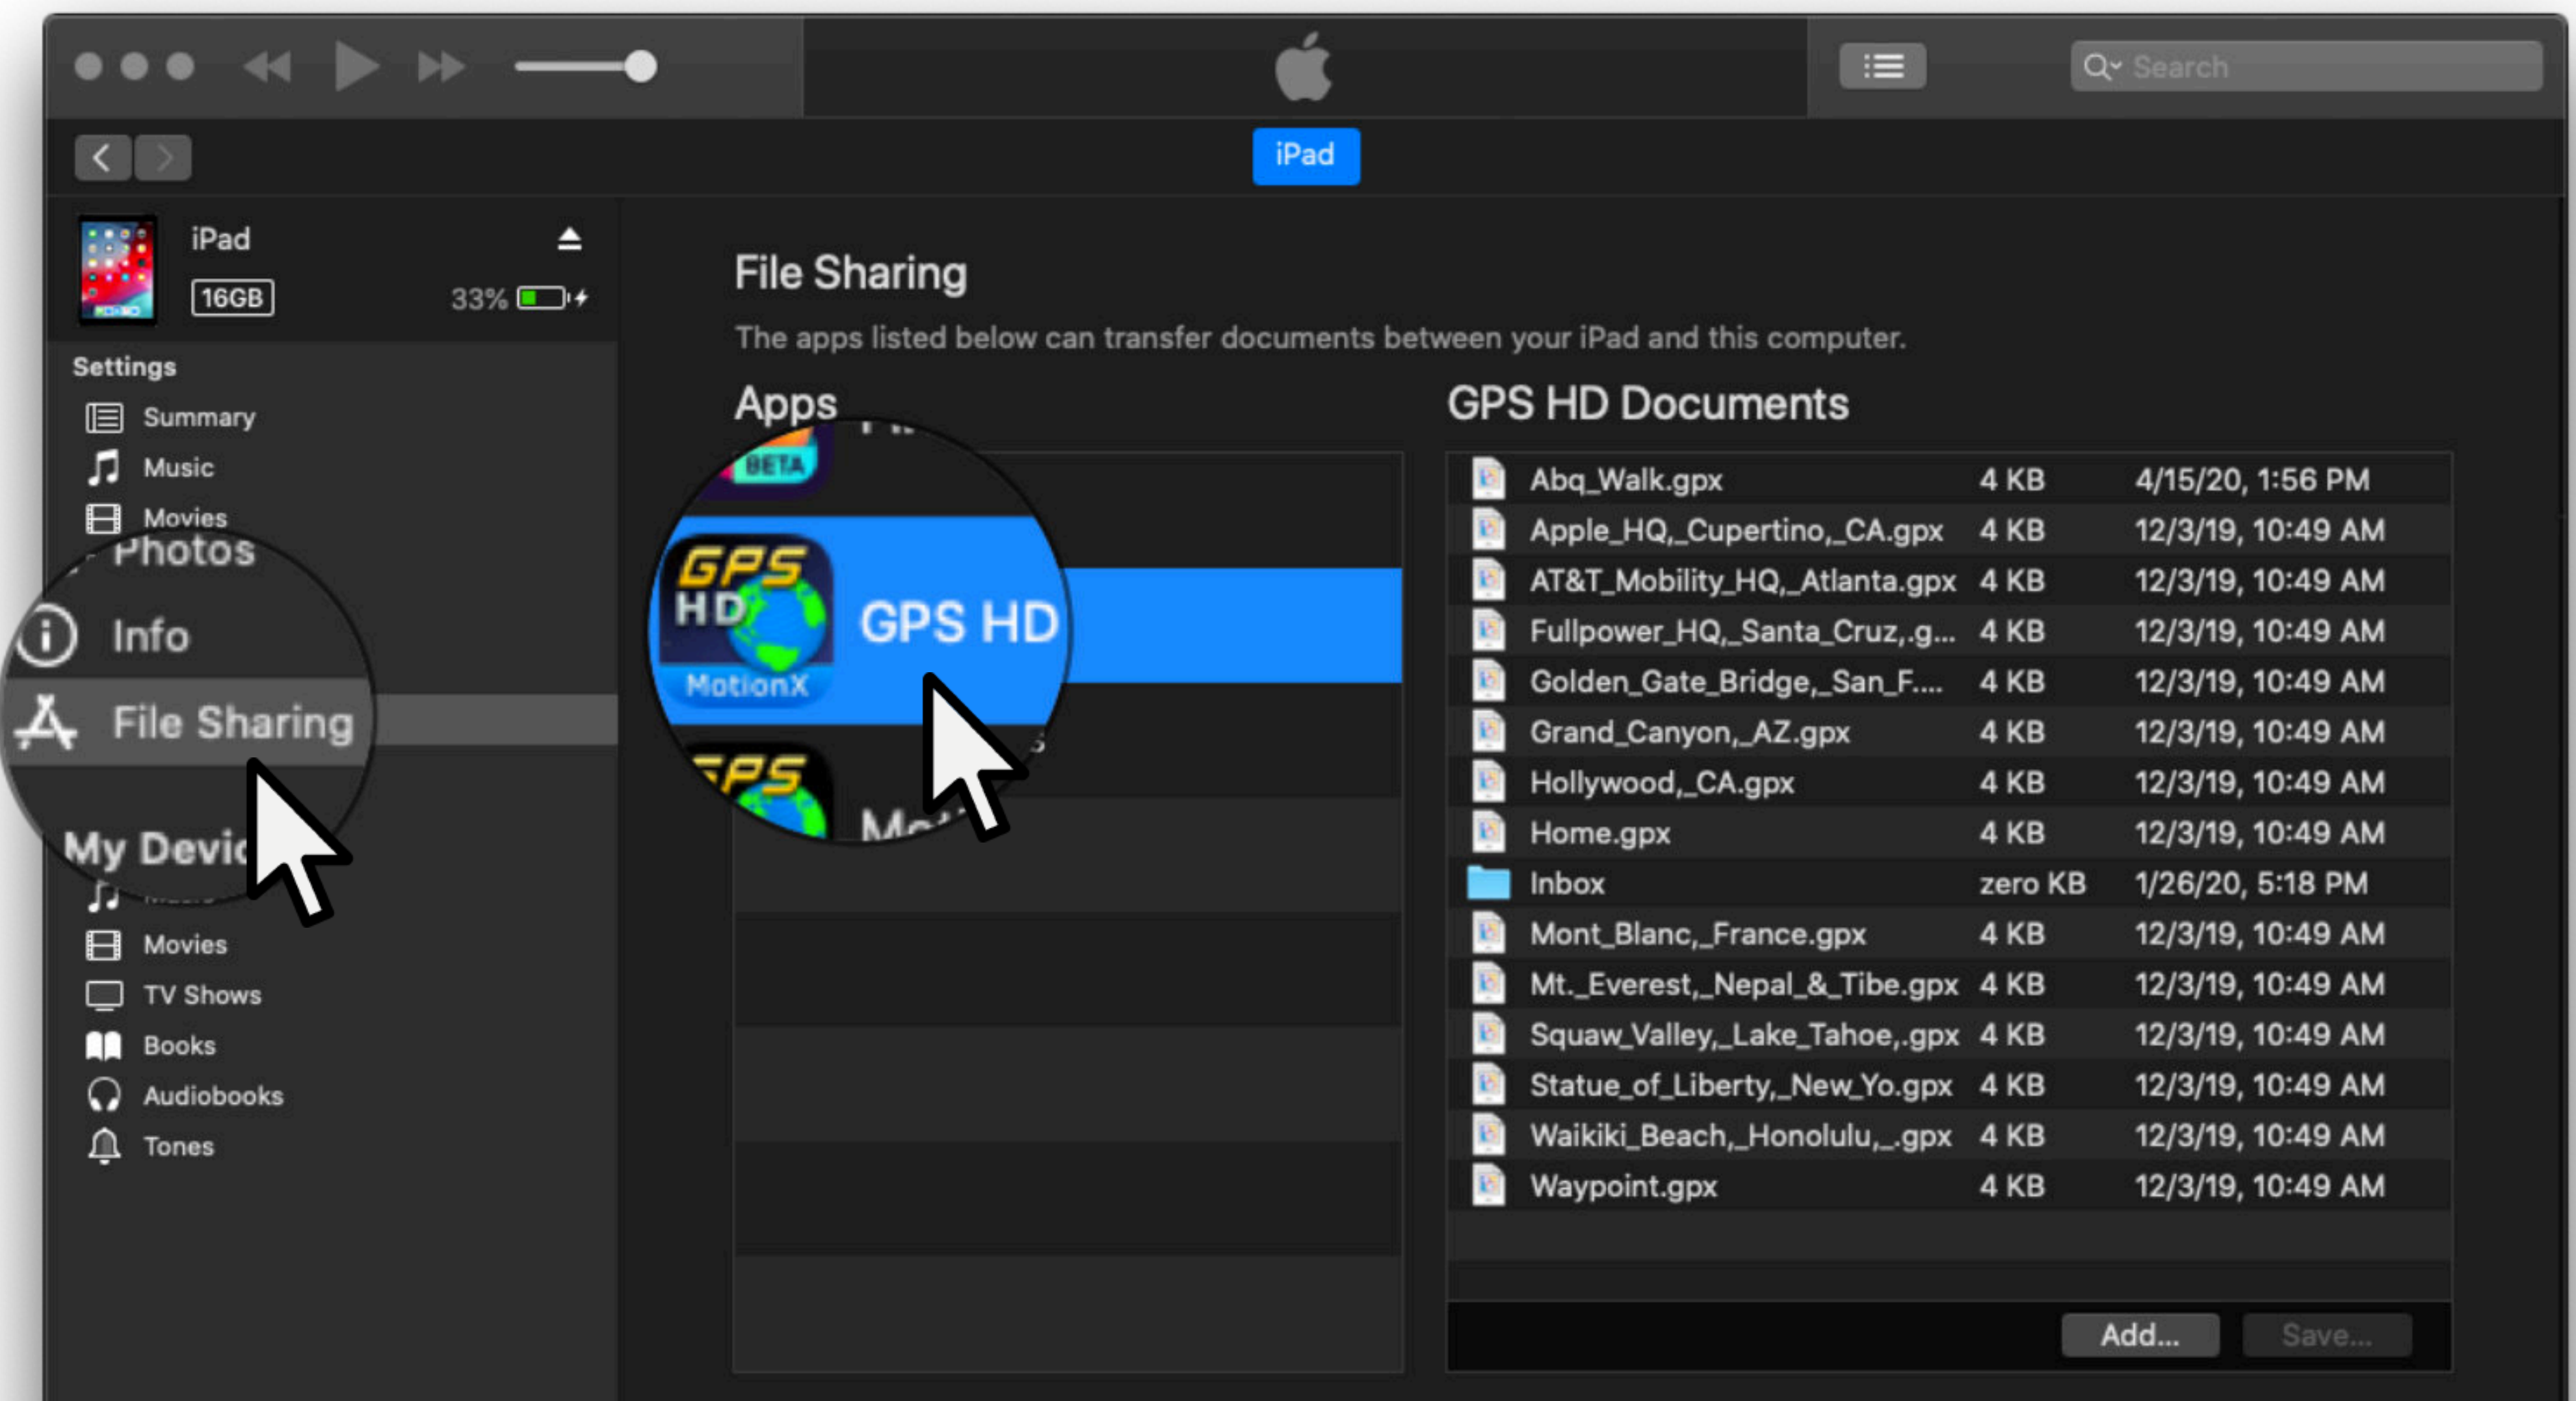 Search
iPad
iPad
16GB
33%
Settings
Summary
Music
Movies
Photos
Info
File Sharing
My Devic
Movies
TV Shows
Books
Audiobooks
Tones
File Sharing
The apps listed below can transfer documents between your iPad and this computer.
Apps
BETA
GPS
HD
MotionX
GPS HD
GPS
GPS HD Documents
Abq_Walk.gpx 4 KB 4/15/20, 1:56 PM
Apple_HQ,_Cupertino,_CA.gpx 4 KB 12/3/19, 10:49 AM
AT&T_Mobility_HQ,_Atlanta.gpx 4 KB 12/3/19, 10:49 AM
Fullpower_HQ,_Santa_Cruz,.g... 4 KB 12/3/19, 10:49 AM
Golden_Gate_Bridge,_San_F.... 4 KB 12/3/19, 10:49 AM
Grand_Canyon,_AZ.gpx 4 KB 12/3/19, 10:49 AM
Hollywood,_CA.gpx 4 KB 12/3/19, 10:49 AM
Home.gpx 4 KB 12/3/19, 10:49 AM
Inbox zero KB 1/26/20, 5:18 PM
Mont_Blanc,_France.gpx 4 KB 12/3/19, 10:49 AM
Mt._Everest,_Nepal_&_Tibe.gpx 4 KB 12/3/19, 10:49 AM
Squaw_Valley,_Lake_Tahoe,.gpx 4 KB 12/3/19, 10:49 AM
Statue_of_Liberty,_New_Yo.gpx 4 KB 12/3/19, 10:49 AM
Waikiki_Beach,_Honolulu,_.gpx 4 KB 12/3/19, 10:49 AM
Waypoint.gpx 4 KB 12/3/19, 10:49 AM
Add...
Save...